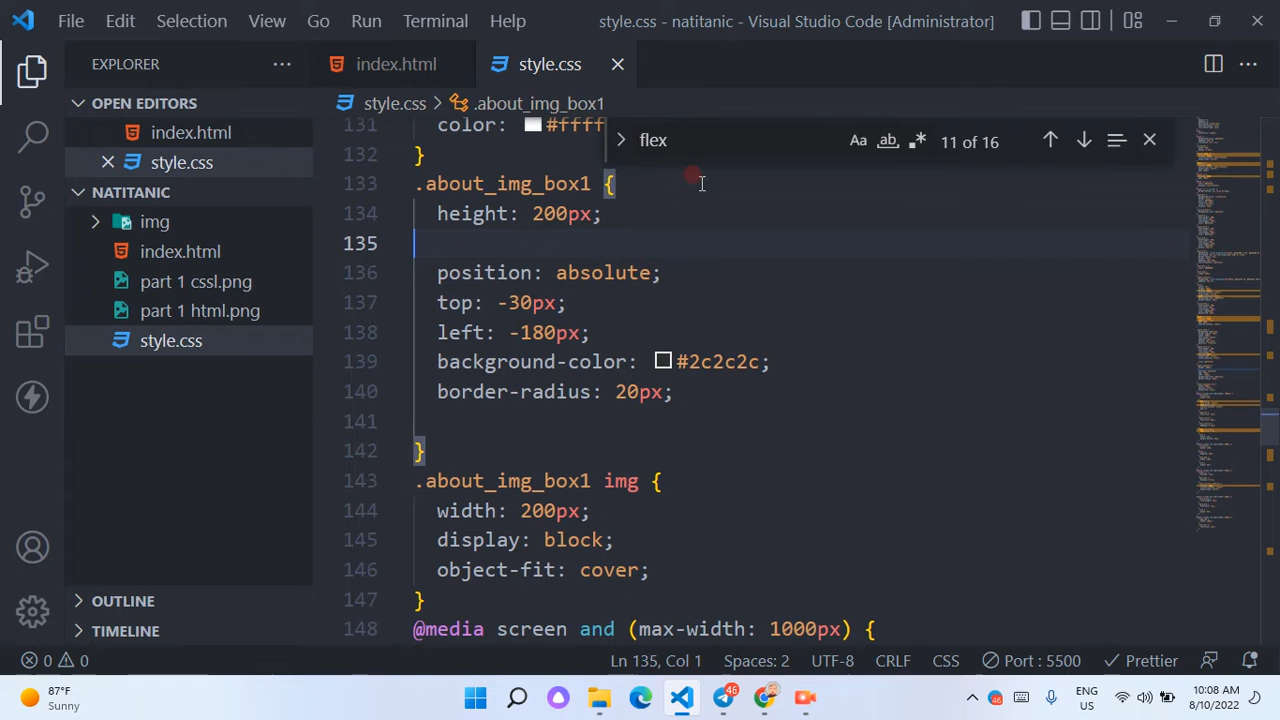 File Edit Selection View Go Run Terminal Help style.css - natitanic - Visual Studio Code [Administrator]
EXPLORER
index.html
style.css
OPEN EDITORS
index.html
style.css
NATITANIC
img
index.html
part 1 cssl.png
part 1 html.png
style.css
OUTLINE
TIMELINE
style.css > .about_img_box1
flex
Aa ab 11 of 16
131 color: #ffff
132 }
133 .about_img_box1 {
134 height: 200px;
135
136 position: absolute;
137 top: -30px;
138 left: -180px;
139 background-color: #2c2c2c;
140 border-radius: 20px;
141
142 }
143 .about_img_box1 img {
144 width: 200px;
145 display: block;
146 object-fit: cover;
147 }
148 @media screen and (max-width: 1000px) {
0 0 Ln 135, Col 1 Spaces: 2 UTF-8 CRLF CSS Port : 5500 Prettier
87°F
Sunny
46
46
ENG
US
10:08 AM
8/10/2022